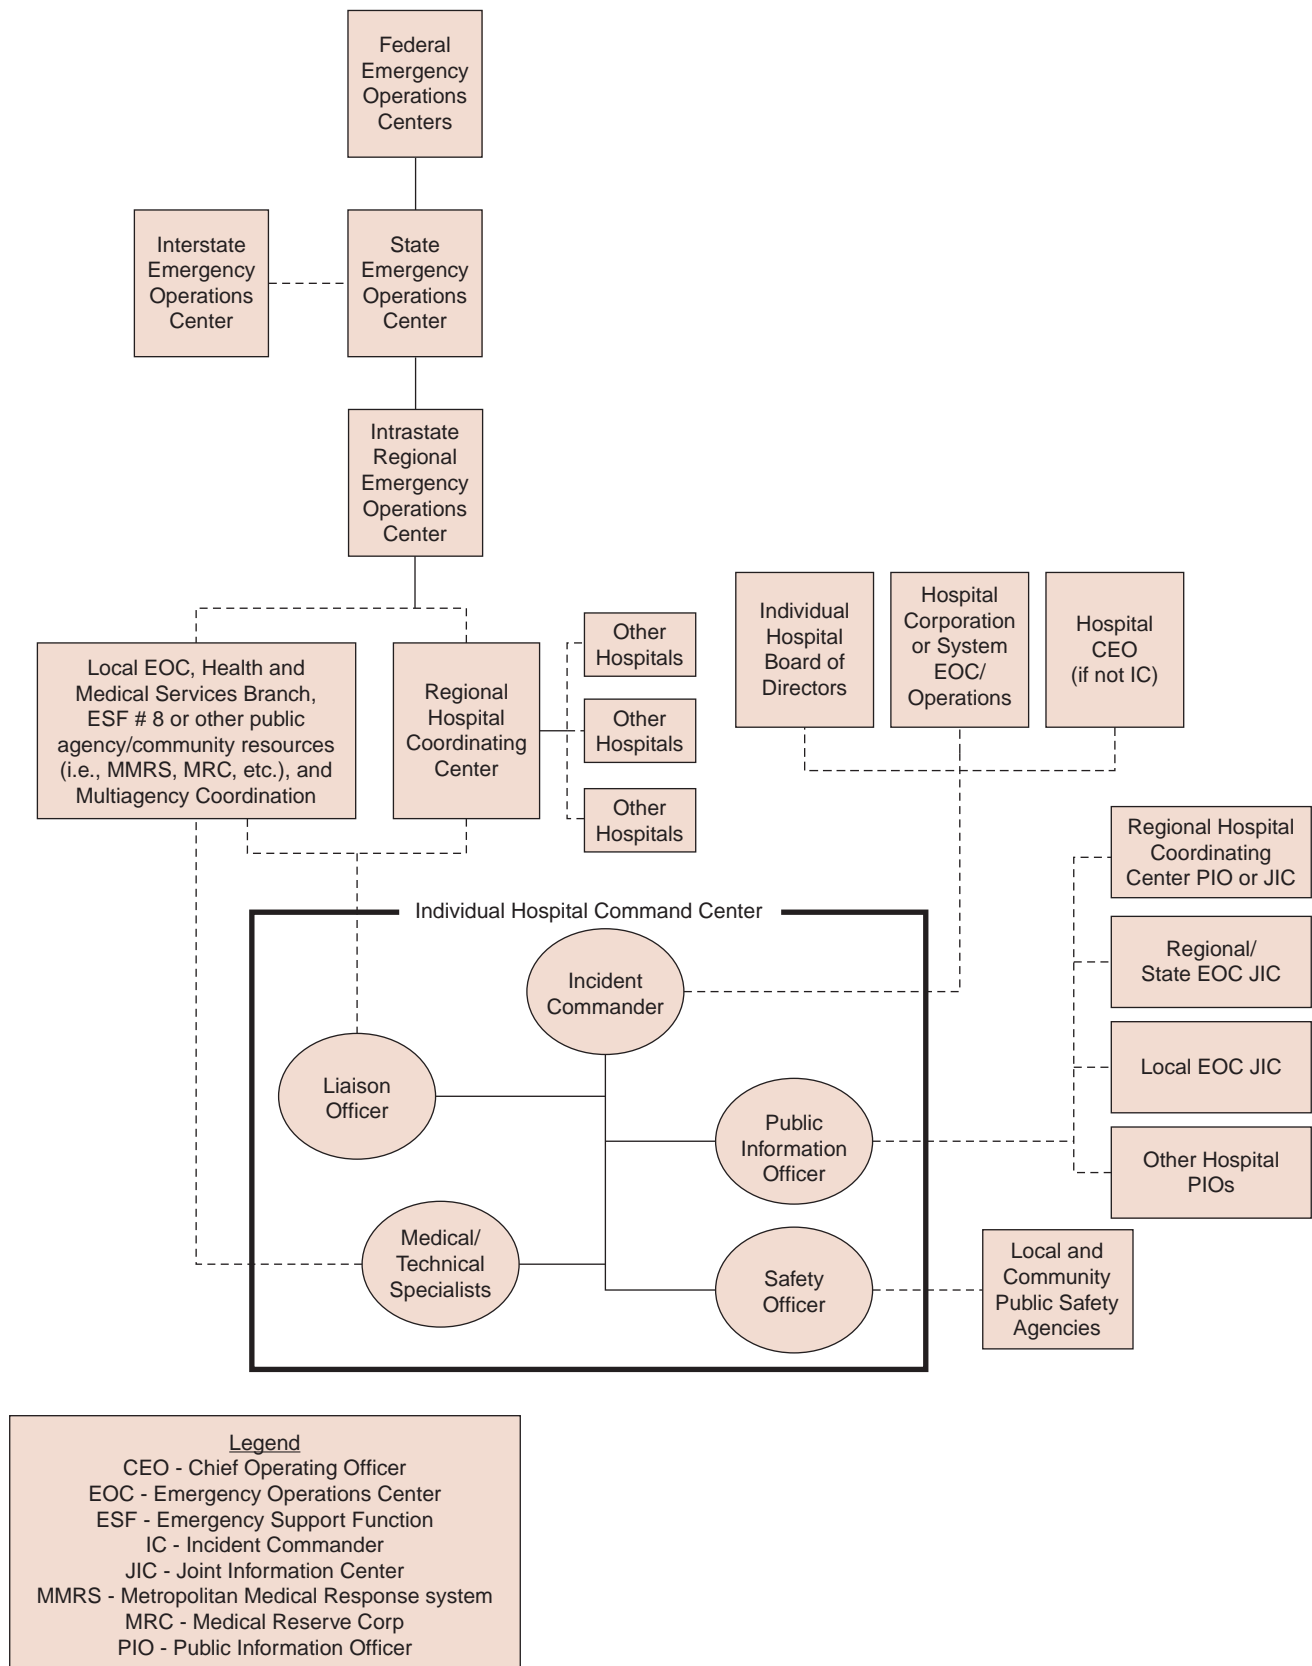 Federal
Emergency
Operations
Centers
Interstate
Emergency
Operations
Center
State
Emergency
Operations
Center
Intrastate
Regional
Emergency
Operations
Center
Local EOC, Health and
Medical Services Branch,
ESF # 8 or other public
agency/community resources
(i.e., MMRS, MRC, etc.), and
Multiagency Coordination
Regional
Hospital
Coordinating
Center
Other
Hospitals
Other
Hospitals
Other
Hospitals
Individual
Hospital
Board of
Directors
Hospital
Corporation
or System
EOC/
Operations
Hospital
CEO
(if not IC)
Regional Hospital
Coordinating
Center PIO or JIC
Regional/
State EOC JIC
Local EOC JIC
Other Hospital
PIOs
Individual Hospital Command Center
Incident
Commander
Liaison
Officer
Public
Information
Officer
Medical/
Technical
Specialists
Safety
Officer
Local and
Community
Public Safety
Agencies
Legend
CEO - Chief Operating Officer
EOC - Emergency Operations Center
ESF - Emergency Support Function
IC - Incident Commander
JIC - Joint Information Center
MMRS - Metropolitan Medical Response system
MRC - Medical Reserve Corp
PIO - Public Information Officer